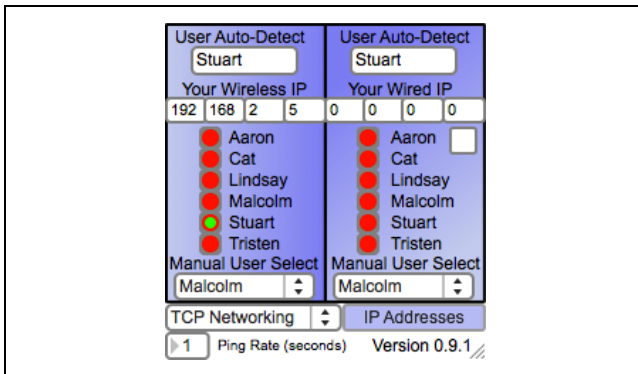 User Auto-Detect User Auto-Detect
Stuart Stuart
Your Wireless IP Your Wired IP
192 168 2 5 0 0 0 0
Aaron Aaron
Cat Cat
Lindsay Lindsay
Malcolm Malcolm
Stuart Stuart
Tristen Tristen
Manual User Select Manual User Select
Malcolm Malcolm
TCP Networking IP Addresses
1 Ping Rate (seconds) Version 0.9.1